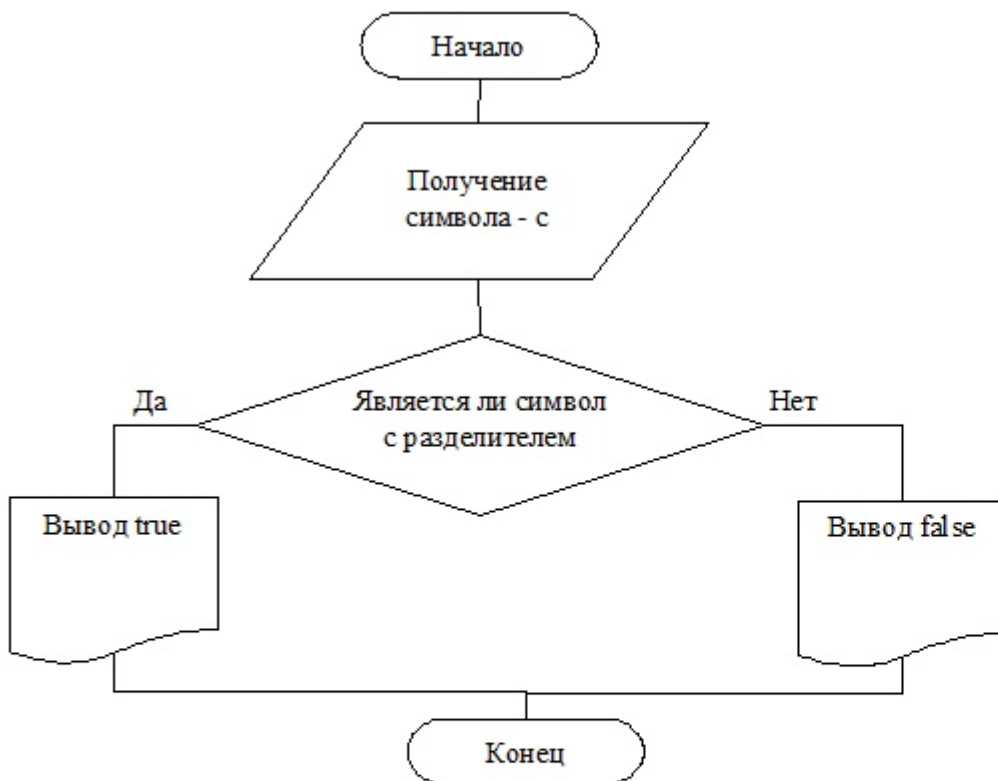 Начало
Получение
символа - с
Является ли символ
с разделителем
Да
Нет
Вывод true
Вывод false
Конец